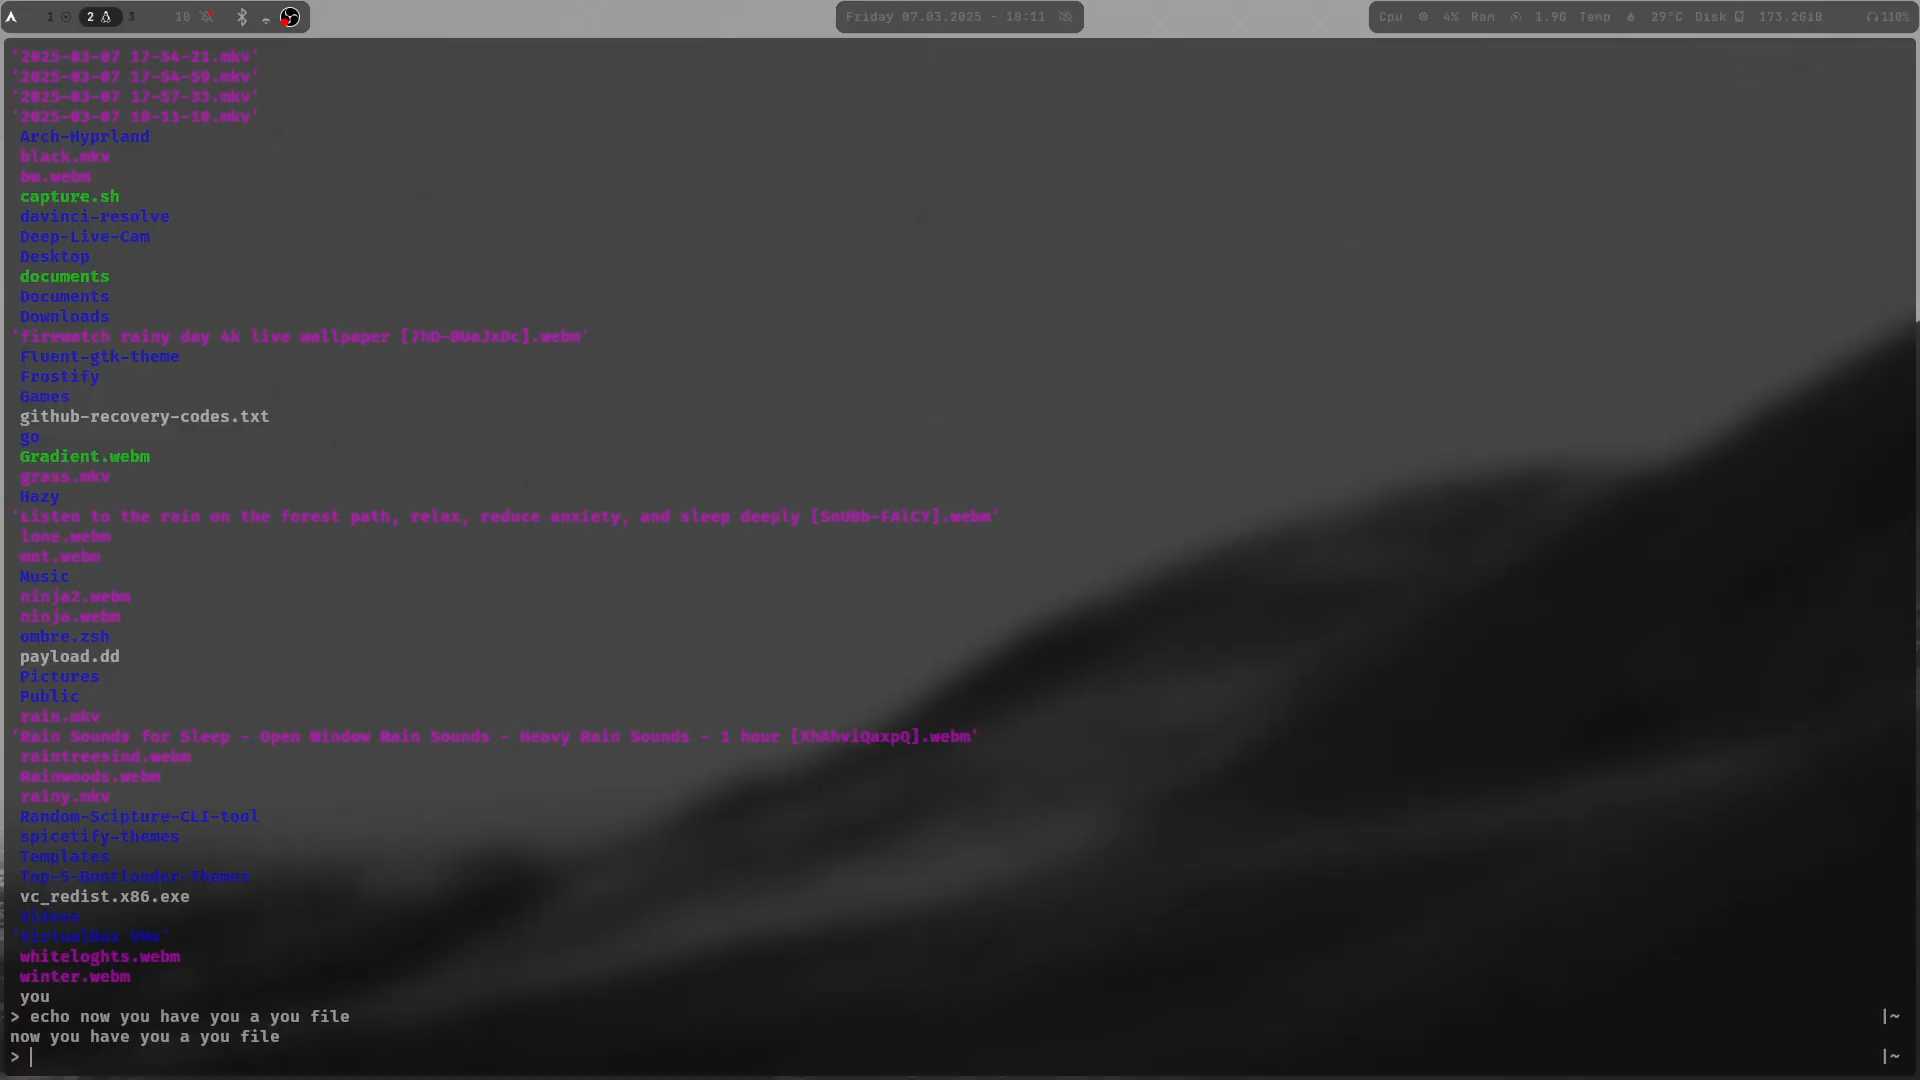 1 2 3 10 Friday 07.03.2025 - 18:11 Cpu 4% Ram 1.9G Temp 29°C Disk 173.2GiB 110%
'2025-03-07 17-54-21.mkv'
'2025-03-07 17-54-59.mkv'
'2025-03-07 17-57-33.mkv'
'2025-03-07 18-11-10.mkv'
Arch-Hyprland
black.mkv
bw.webm
capture.sh
davinci-resolve
Deep-Live-Cam
Desktop
documents
Documents
Downloads
'firewatch rainy day 4k live wallpaper [7hD-BUaJxDc].webm'
Fluent-gtk-theme
Frostify
Games
github-recovery-codes.txt
go
Gradient.webm
grass.mkv
Hazy
'Listen to the rain on the forest path, relax, reduce anxiety, and sleep deeply [SnUBb-FAlCY].webm'
lone.webm
mnt.webm
Music
ninja2.webm
ninja.webm
ombre.zsh
payload.dd
Pictures
Public
rain.mkv
'Rain Sounds for Sleep - Open Window Rain Sounds - Heavy Rain Sounds - 1 hour [XhAhviQaxpQ].webm'
raintreesind.webm
Rainwoods.webm
rainy.mkv
Random-Scipture-CLI-tool
spicetify-themes
Templates
Top-5-Bootloader-Themes
vc_redist.x86.exe
Videos
'VirtualBox VMs'
whiteloghts.webm
winter.webm
you
> echo now you have you a you file |~
now you have you a you file
> |~